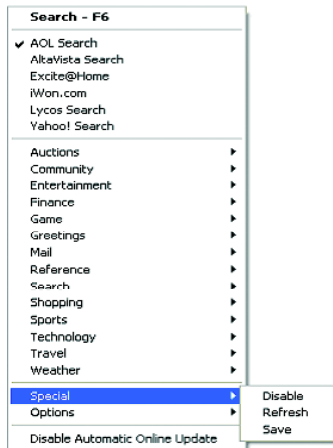 Search - F6
AOL Search
AltaVista Search
Excite@Home
iWon.com
Lycos Search
Yahoo! Search
Auctions
Community
Entertainment
Finance
Game
Greetings
Mail
Reference
Search
Shopping
Sports
Technology
Travel
Weather
Special
Options
Disable Automatic Online Update
Disable
Refresh
Save